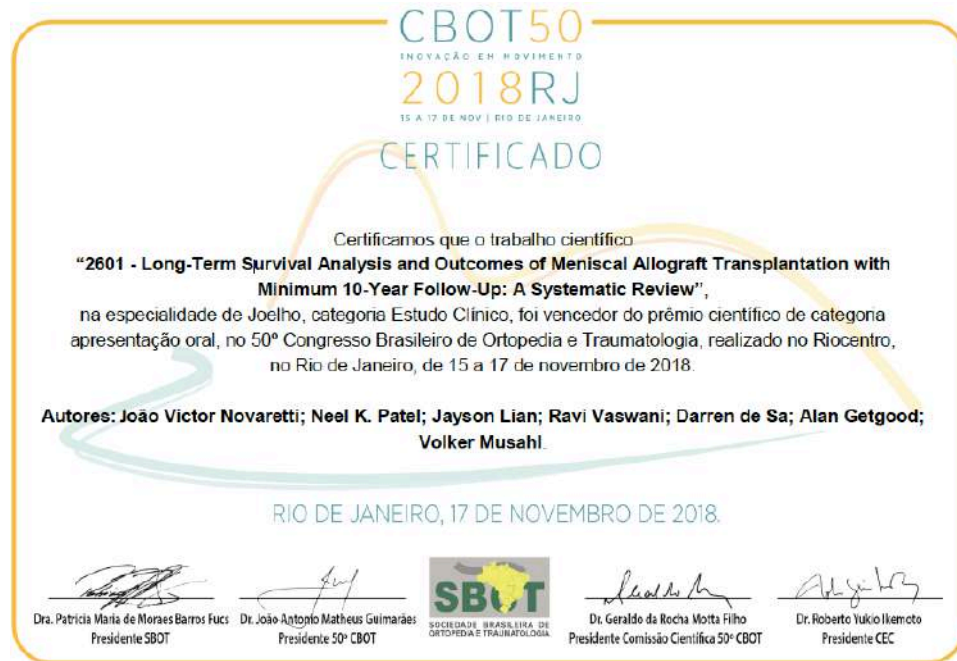 CBOT50
INOVAÇÃO EM MOVIMENTO
2018RJ
15 A 17 DE NOV | RIO DE JANEIRO
CERTIFICADO
Certificamos que o trabalho científico
“2601 - Long-Term Survival Analysis and Outcomes of Meniscal Allograft Transplantation with
Minimum 10-Year Follow-Up: A Systematic Review”,
na especialidade de Joelho, categoria Estudo Clínico, foi vencedor do prêmio científico de categoria
apresentação oral, no 50º Congresso Brasileiro de Ortopedia e Traumatologia, realizado no Riocentro,
no Rio de Janeiro, de 15 a 17 de novembro de 2018.
Autores: João Victor Novaretti; Neel K. Patel; Jayson Lian; Ravi Vaswani; Darren de Sa; Alan Getgood;
Volker Musahl.
RIO DE JANEIRO, 17 DE NOVEMBRO DE 2018.
Dra. Patricia Maria de Moraes Barros Fucs
Presidente SBOT
Dr. João Antonio Matheus Guimarães
Presidente 50º CBOT
SBOT
SOCIEDADE BRASILEIRA DE
ORTOPEDIA E TRAUMATOLOGIA
Dr. Geraldo da Rocha Motta Filho
Presidente Comissão Científica 50º CBOT
Dr. Roberto Yukio Ikemoto
Presidente CEC